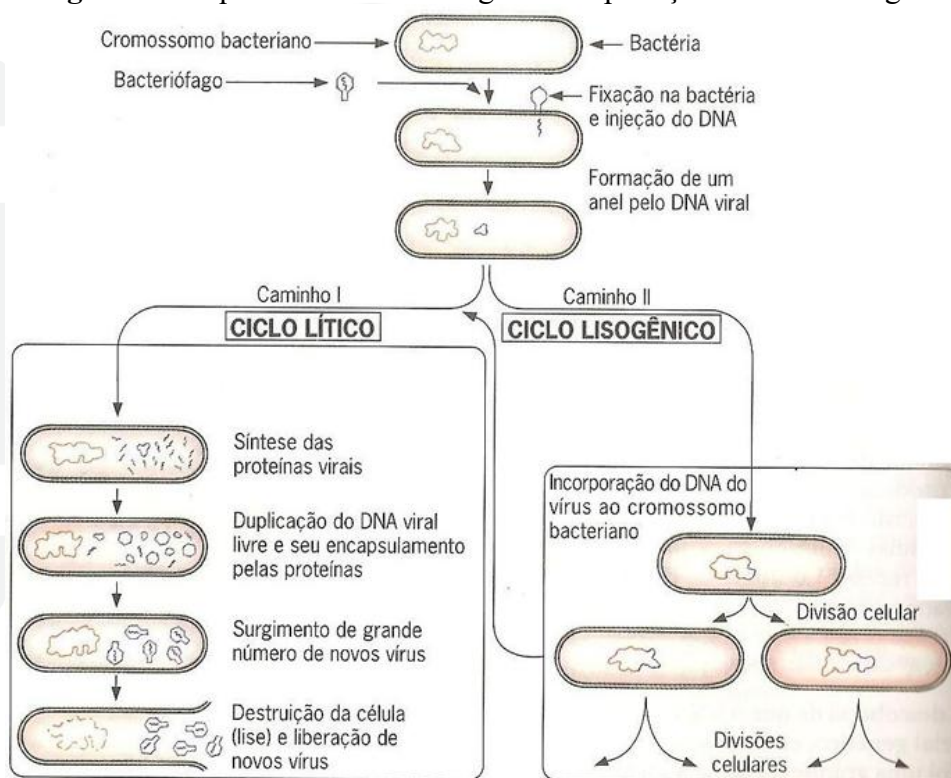 Cromossomo bacteriano
Bactéria
Bacteriófago
Fixação na bactéria
e injeção do DNA
Formação de um
anel pelo DNA viral
Caminho I
CICLO LÍTICO
Caminho II
CICLO LISOGÊNICO
Síntese das
proteínas virais
Duplicação do DNA viral
livre e seu encapsulamento
pelas proteínas
Surgimento de grande
número de novos vírus
Destruição da célula
(lise) e liberação de
novos vírus
Incorporação do DNA do
vírus ao cromossomo
bacteriano
Divisão celular
Divisões
celulares